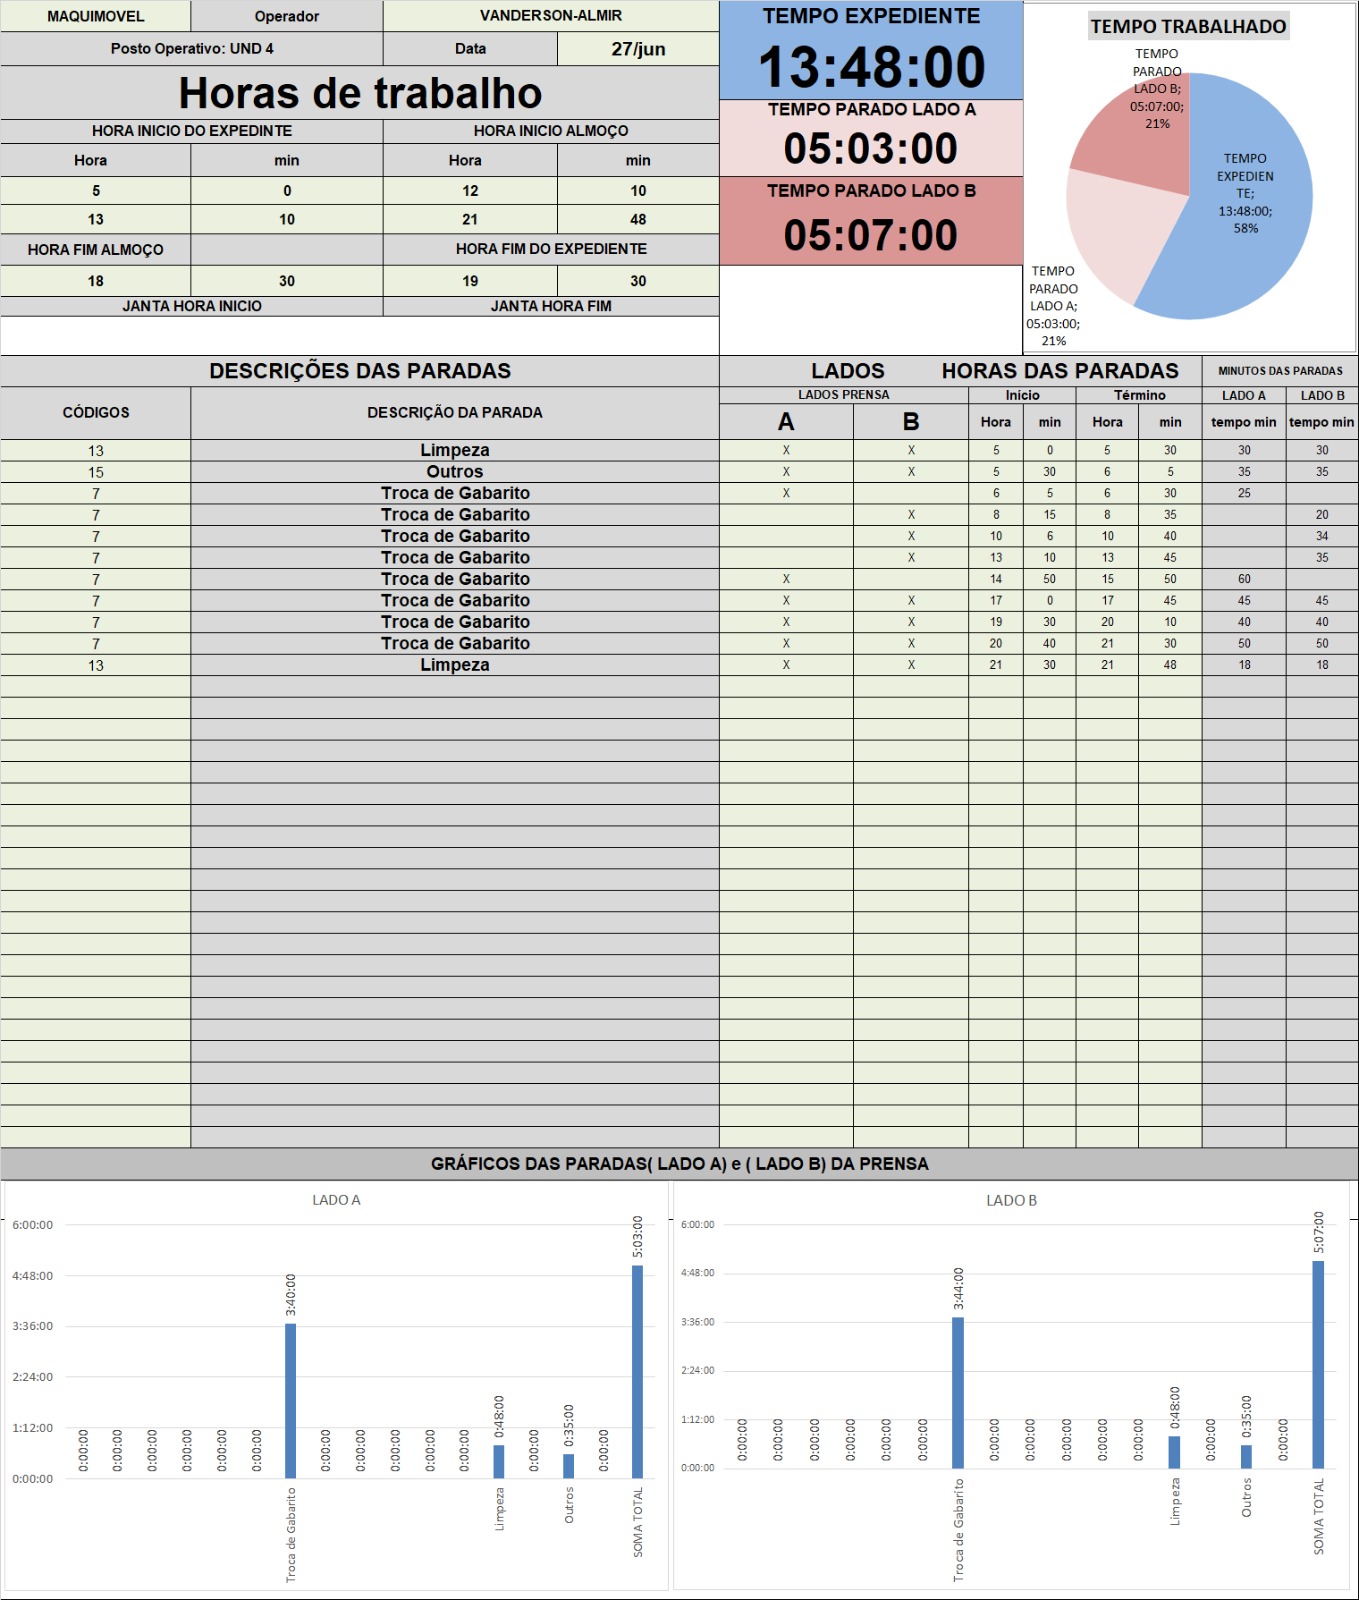 MAQUIMOVEL Operador VANDERSON-ALMIR
Posto Operativo: UND 4 Data 27/jun
Horas de trabalho
HORA INICIO DO EXPEDINTE HORA INICIO ALMOÇO
Hora min Hora min
5 0 12 10
13 10 21 48
HORA FIM ALMOÇO HORA FIM DO EXPEDIENTE
18 30 19 30
JANTA HORA INICIO JANTA HORA FIM
TEMPO EXPEDIENTE
13:48:00
TEMPO PARADO LADO A
05:03:00
TEMPO PARADO LADO B
05:07:00
TEMPO TRABALHADO
TEMPO
PARADO
LADO B;
05:07:00;
21%
TEMPO
EXPEDIEN
TE;
13:48:00;
58%
TEMPO
PARADO
LADO A;
05:03:00;
21%
DESCRIÇÕES DAS PARADAS LADOS HORAS DAS PARADAS MINUTOS DAS PARADAS
CÓDIGOS DESCRIÇÃO DA PARADA LADOS PRENSA Início Término LADO A LADO B
A B Hora min Hora min tempo min tempo min
13 Limpeza X X 5 0 5 30 30 30
15 Outros X X 5 30 6 5 35 35
7 Troca de Gabarito X 6 5 6 30 25
7 Troca de Gabarito X 8 15 8 35 20
7 Troca de Gabarito X 10 6 10 40 34
7 Troca de Gabarito X 13 10 13 45 35
7 Troca de Gabarito X 14 50 15 50 60
7 Troca de Gabarito X X 17 0 17 45 45 45
7 Troca de Gabarito X X 19 30 20 10 40 40
7 Troca de Gabarito X X 20 40 21 30 50 50
13 Limpeza X X 21 30 21 48 18 18
GRÁFICOS DAS PARADAS( LADO A) e ( LADO B) DA PRENSA
LADO A
6:00:00
4:48:00
3:36:00
2:24:00
1:12:00
0:00:00
0:00:00 0:00:00 0:00:00 0:00:00 0:00:00 0:00:00 3:40:00 0:00:00 0:00:00 0:00:00 0:00:00 0:00:00 0:48:00 0:00:00 0:35:00 0:00:00 5:03:00
Troca de Gabarito Limpeza Outros SOMA TOTAL
LADO B
6:00:00
4:48:00
3:36:00
2:24:00
1:12:00
0:00:00
0:00:00 0:00:00 0:00:00 0:00:00 0:00:00 0:00:00 3:44:00 0:00:00 0:00:00 0:00:00 0:00:00 0:00:00 0:48:00 0:00:00 0:35:00 0:00:00 5:07:00
Troca de Gabarito Limpeza Outros SOMA TOTAL